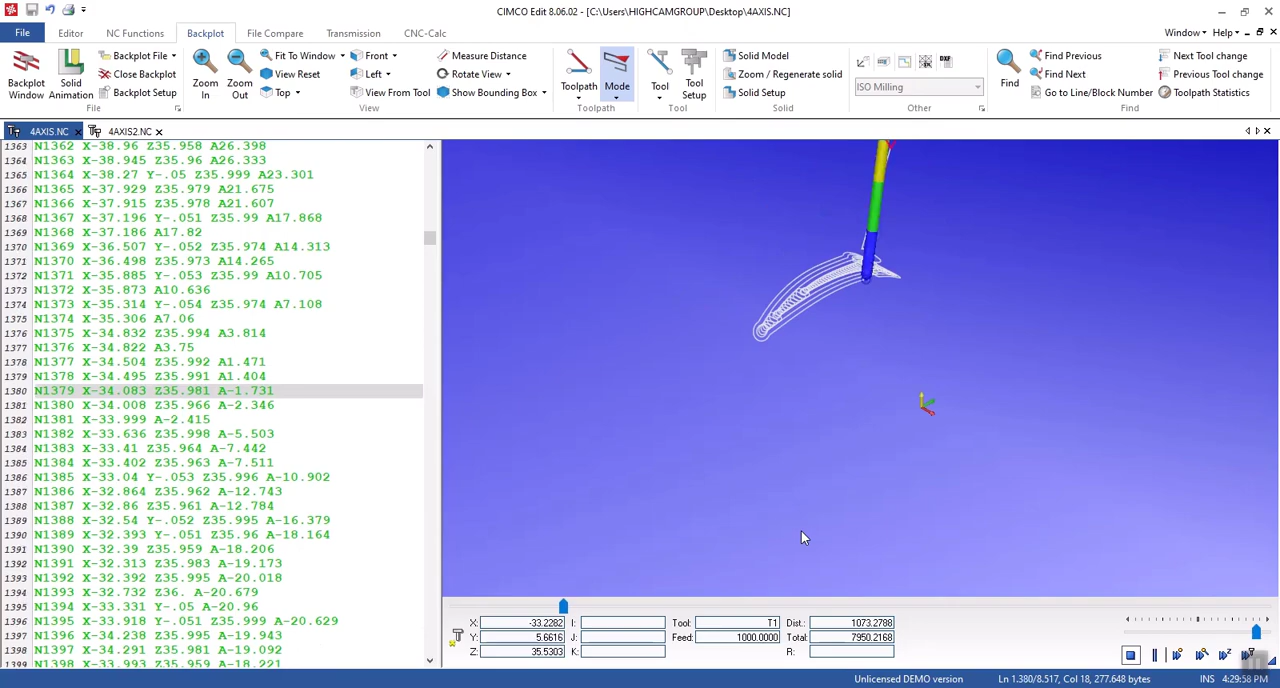 CIMCO Edit 8.06.02 - [C:\Users\HIGHCAMGROUP\Desktop\4AXIS.NC]
File Editor NC Functions Backplot File Compare Transmission CNC-Calc Window Help
Backplot Window
Solid Animation
Backplot File
Close Backplot
Backplot Setup
File
Zoom In
Zoom Out
Fit To Window
View Reset
Top
Front
Left
View From Tool
Measure Distance
Rotate View
Show Bounding Box
View
Toolpath
Mode
Toolpath
Tool
Tool Setup
Tool
Solid Model
Zoom / Regenerate solid
Solid Setup
Solid
DXF
ISO Milling
Other
Find
Find Previous
Find Next
Go to Line/Block Number
Next Tool change
Previous Tool change
Toolpath Statistics
Find
4AXIS.NC 4AXIS2.NC
1363 N1362 X-38.96 Z35.958 A26.398
1364 N1363 X-38.945 Z35.96 A26.333
1365 N1364 X-38.27 Y-.05 Z35.999 A23.301
1366 N1365 X-37.929 Z35.979 A21.675
1367 N1366 X-37.915 Z35.978 A21.607
1368 N1367 X-37.196 Y-.051 Z35.99 A17.868
1369 N1368 X-37.186 A17.82
1370 N1369 X-36.507 Y-.052 Z35.974 A14.313
1371 N1370 X-36.498 Z35.973 A14.265
1372 N1371 X-35.885 Y-.053 Z35.99 A10.705
1373 N1372 X-35.873 A10.636
1374 N1373 X-35.314 Y-.054 Z35.974 A7.108
1375 N1374 X-35.306 A7.06
1376 N1375 X-34.832 Z35.994 A3.814
1377 N1376 X-34.822 A3.75
1378 N1377 X-34.504 Z35.992 A1.471
1379 N1378 X-34.495 Z35.991 A1.404
1380 N1379 X-34.083 Z35.981 A-1.731
1381 N1380 X-34.008 Z35.966 A-2.346
1382 N1381 X-33.999 A-2.415
1383 N1382 X-33.636 Z35.998 A-5.503
1384 N1383 X-33.41 Z35.964 A-7.442
1385 N1384 X-33.402 Z35.963 A-7.511
1386 N1385 X-33.04 Y-.053 Z35.996 A-10.902
1387 N1386 X-32.864 Z35.962 A-12.743
1388 N1387 X-32.86 Z35.961 A-12.784
1389 N1388 X-32.54 Y-.052 Z35.995 A-16.379
1390 N1389 X-32.393 Y-.051 Z35.96 A-18.164
1391 N1390 X-32.39 Z35.959 A-18.206
1392 N1391 X-32.313 Z35.983 A-19.173
1393 N1392 X-32.392 Z35.995 A-20.018
1394 N1393 X-32.732 Z36. A-20.679
1395 N1394 X-33.331 Y-.05 A-20.96
1396 N1395 X-33.918 Y-.051 Z35.999 A-20.629
1397 N1396 X-34.238 Z35.995 A-19.943
1398 N1397 X-34.291 Z35.981 A-19.092
1399 N1398 X-33.993 Z35.959 A-18.221
X: -33.2282 I: Tool: T1 Dist.: 1073.2788
Y: 5.6616 J: Feed: 1000.0000 Total: 7950.2168
Z: 35.5303 K: R:
Unlicensed DEMO version Ln 1.380/8.517, Col 18, 277.648 bytes INS 4:29:58 PM